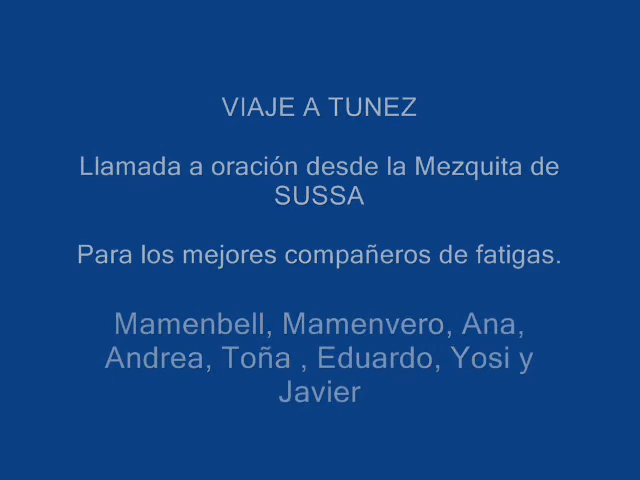 VIAJE A TUNEZ
Llamada a oración desde la Mezquita de
SUSSA
Para los mejores compañeros de fatigas.
Mamenbell, Mamenvero, Ana,
Andrea, Toña , Eduardo, Yosi y
Javier